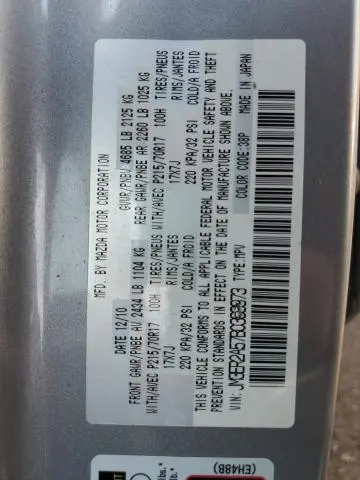 MFD. BY MAZDA MOTOR CORPORATION
DATE 12/10 GVWR/PNBV 4685 LB 2125 KG
FRONT GAWR/PNBE AV 2434 LB 1104 KG REAR GAWR/PNBE AR 2260 LB 1025 KG
WITH/AVEC P215/70R17 100H TIRES/PNEUS WITH/AVEC P215/70R17 100H TIRES/PNEUS
17X7J RIMS/JANTES 17X7J RIMS/JANTES
220 KPA/32 PSI COLD/A FROID 220 KPA/32 PSI COLD/A FROID
THIS VEHICLE CONFORMS TO ALL APPLICABLE FEDERAL MOTOR VEHICLE SAFETY AND THEFT
PREVENTION STANDARDS IN EFFECT ON THE DATE OF MANUFACTURE SHOWN ABOVE.
VIN: TYPE:MPV COLOR CODE:38P MADE IN JAPAN
(EH48B)